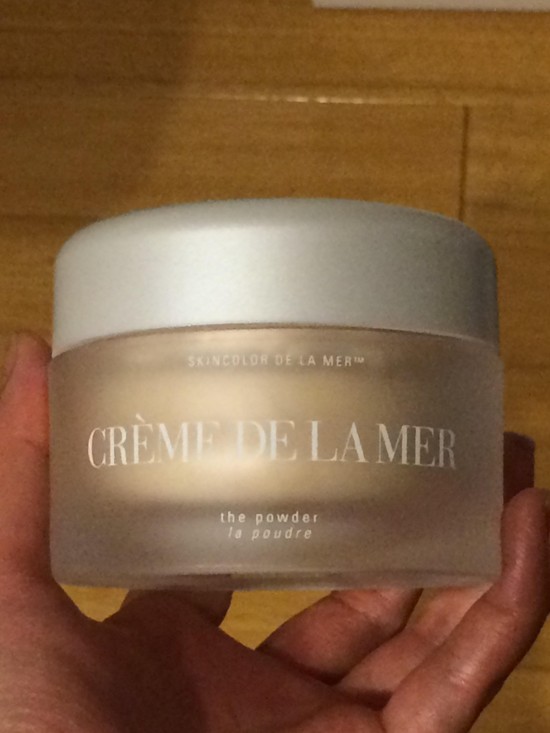 SKINCOLOR DE LA MER™
CRÈME DE LA MER
the powder
la poudre